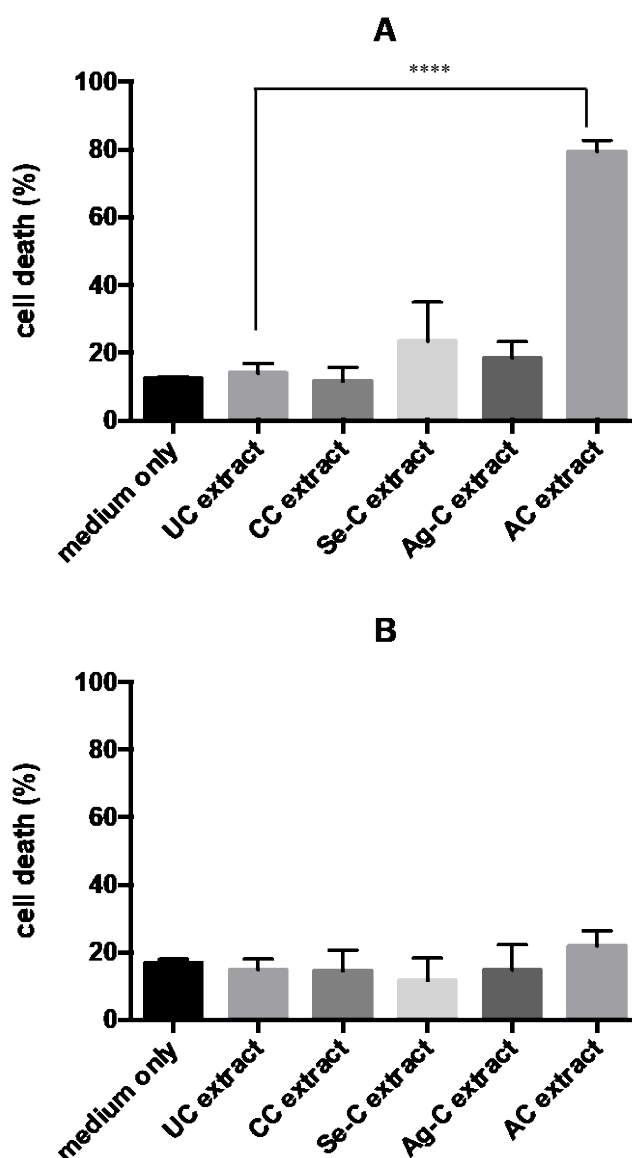 A
****
100
80
60
40
20
0
cell death (%)
medium only
UC extract
CC extract
Se-C extract
Ag-C extract
AC extract
B
100
80
60
40
20
0
cell death (%)
medium only
UC extract
CC extract
Se-C extract
Ag-C extract
AC extract